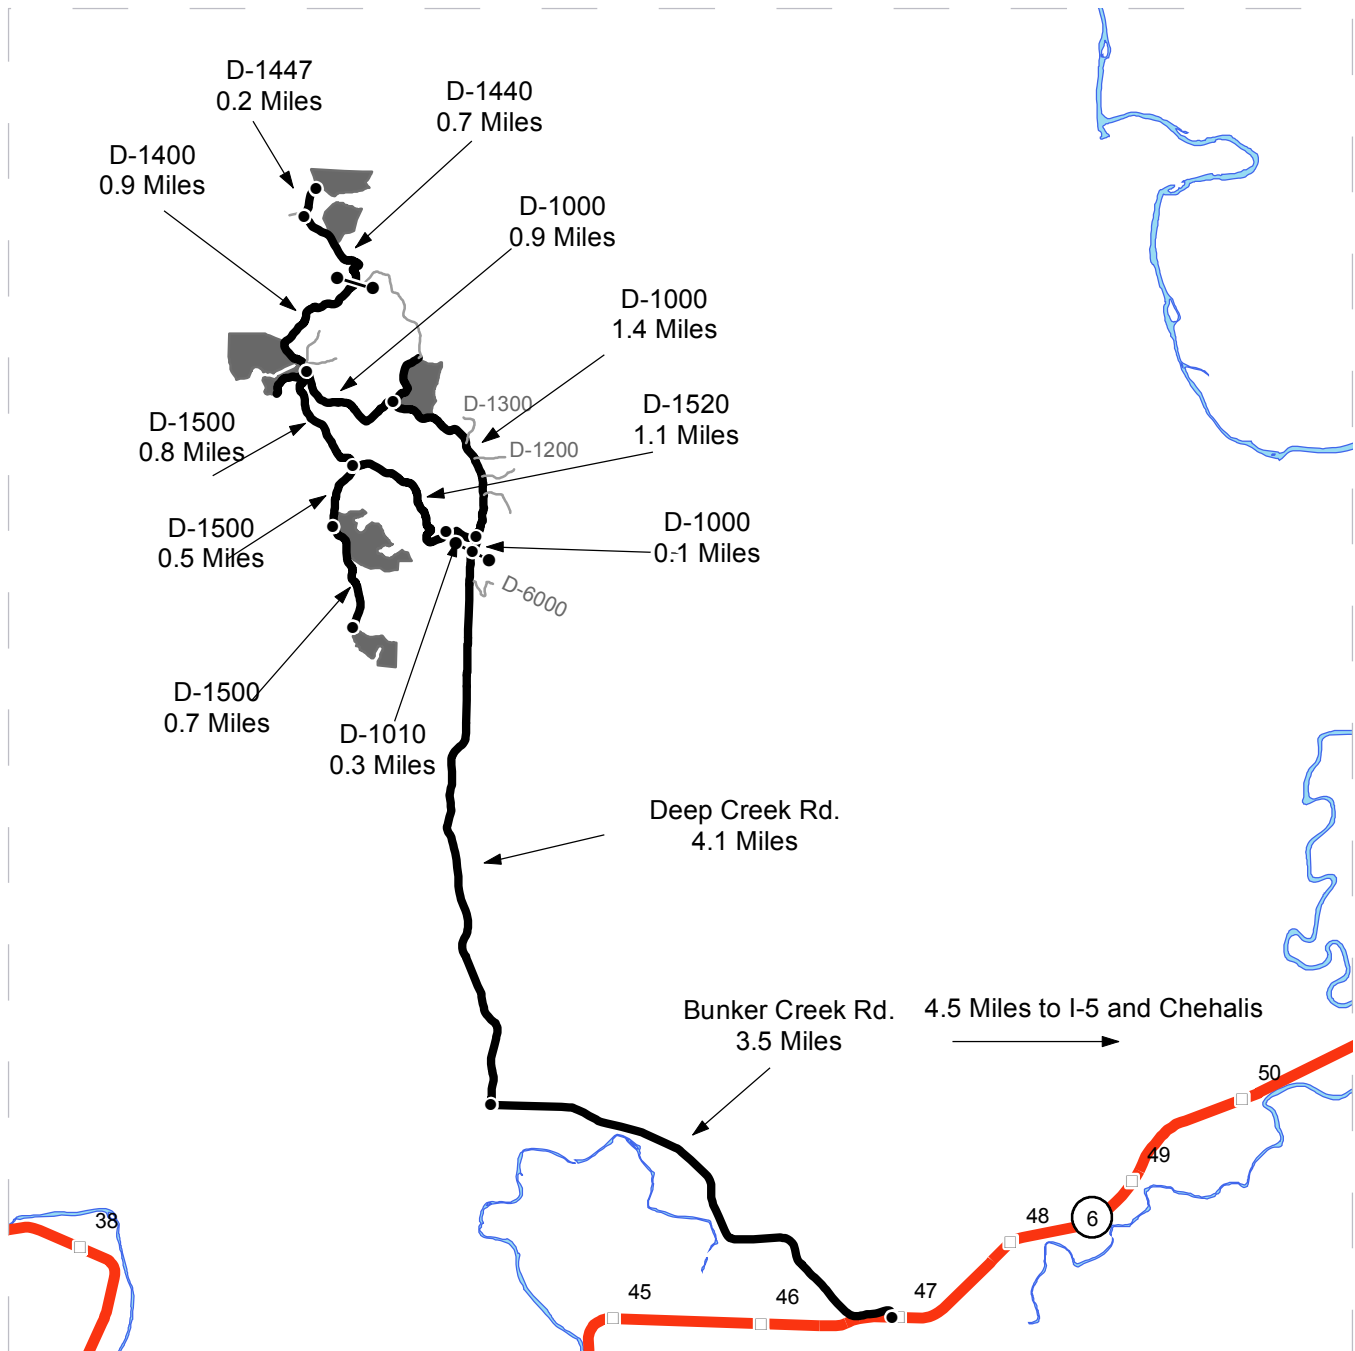 D-1447
0.2 Miles
D-1440
0.7 Miles
D-1400
0.9 Miles
D-1000
0.9 Miles
D-1000
1.4 Miles
D-1300
D-1520
1.1 Miles
D-1500
0.8 Miles
D-1200
D-1500
0.5 Miles
D-1000
0.1 Miles
D-6000
D-1500
0.7 Miles
D-1010
0.3 Miles
Deep Creek Rd.
4.1 Miles
Bunker Creek Rd.
3.5 Miles
4.5 Miles to I-5 and Chehalis
50
49
48
6
38
47
46
45